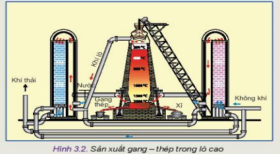 Khí lò
Khí thải
Nước
Không khí
Gang
thép
Xỉ
Hình 3.2. Sản xuất gang – thép trong lò cao